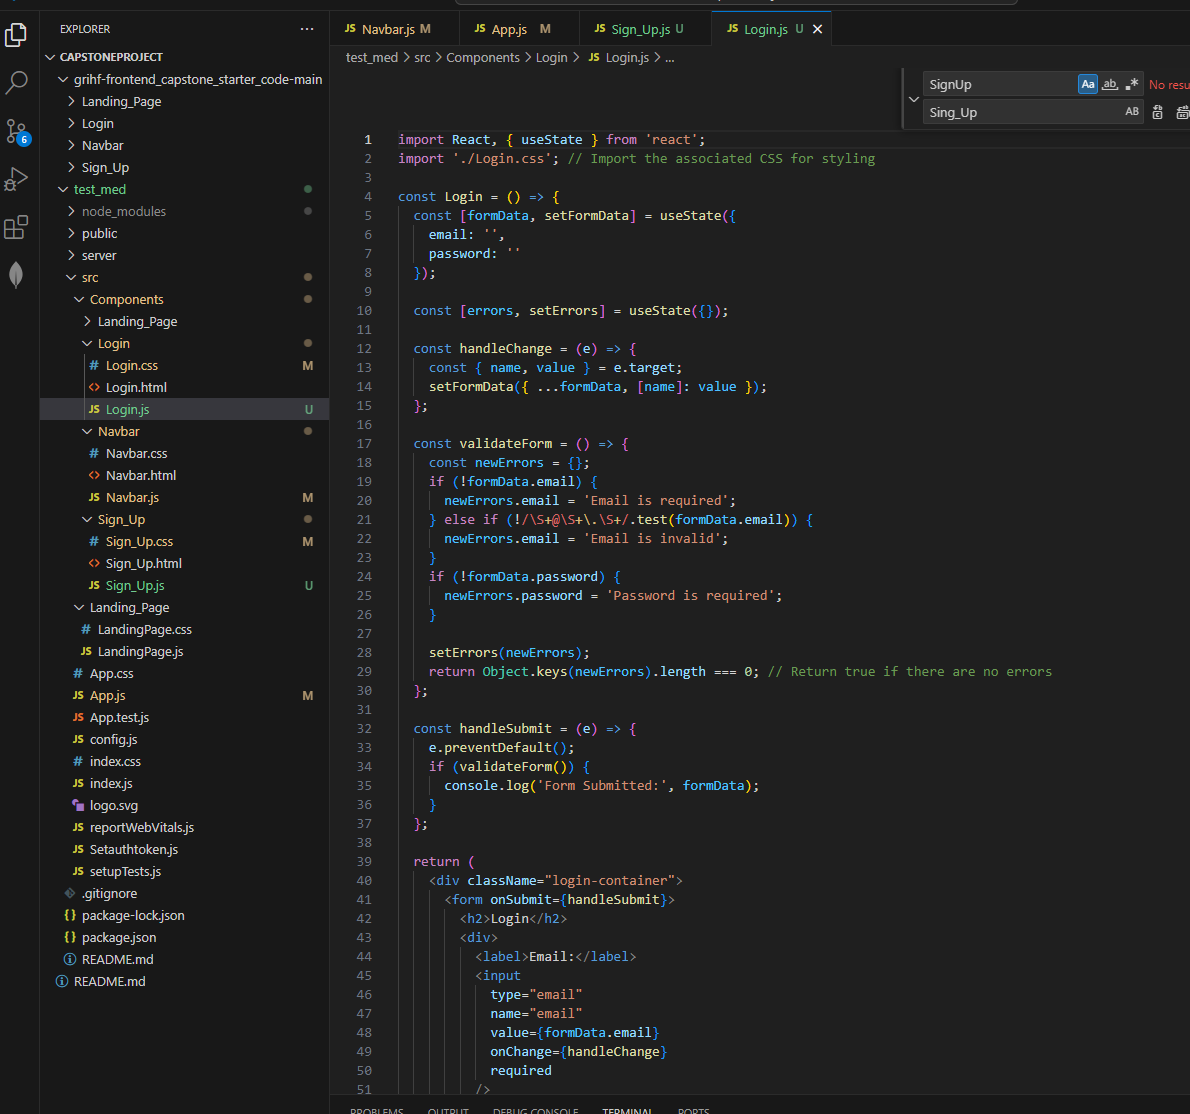 EXPLORER
CAPSTONEPROJECT
grihf-frontend_capstone_starter_code-main
Landing_Page
Login
Navbar
Sign_Up
test_med
node_modules
public
server
src
Components
Landing_Page
Login
Login.css M
Login.html
JS Login.js U
Navbar
Navbar.css
Navbar.html
JS Navbar.js M
Sign_Up
Sign_Up.css M
Sign_Up.html
JS Sign_Up.js U
Landing_Page
LandingPage.css
JS LandingPage.js
App.css
JS App.js M
JS App.test.js
JS config.js
index.css
JS index.js
logo.svg
JS reportWebVitals.js
JS Setauthtoken.js
JS setupTests.js
.gitignore
package-lock.json
package.json
README.md
README.md
6
JS Navbar.js M JS App.js M JS Sign_Up.js U JS Login.js U
test_med > src > Components > Login > JS Login.js > ...
SignUp Aa ab .* No resu
Sing_Up AB
1 import React, { useState } from 'react';
2 import './Login.css'; // Import the associated CSS for styling
3
4 const Login = () => {
5 const [formData, setFormData] = useState({
6 email: '',
7 password: ''
8 });
9
10 const [errors, setErrors] = useState({});
11
12 const handleChange = (e) => {
13 const { name, value } = e.target;
14 setFormData({ ...formData, [name]: value });
15 };
16
17 const validateForm = () => {
18 const newErrors = {};
19 if (!formData.email) {
20 newErrors.email = 'Email is required';
21 } else if (!/\S+@\S+\.\S+/.test(formData.email)) {
22 newErrors.email = 'Email is invalid';
23 }
24 if (!formData.password) {
25 newErrors.password = 'Password is required';
26 }
27
28 setErrors(newErrors);
29 return Object.keys(newErrors).length === 0; // Return true if there are no errors
30 };
31
32 const handleSubmit = (e) => {
33 e.preventDefault();
34 if (validateForm()) {
35 console.log('Form Submitted:', formData);
36 }
37 };
38
39 return (
40 <div className="login-container">
41 <form onSubmit={handleSubmit}>
42 <h2>Login</h2>
43 <div>
44 <label>Email:</label>
45 <input
46 type="email"
47 name="email"
48 value={formData.email}
49 onChange={handleChange}
50 required
51 />
PROBLEMS OUTPUT DEBUG CONSOLE TERMINAL PORTS